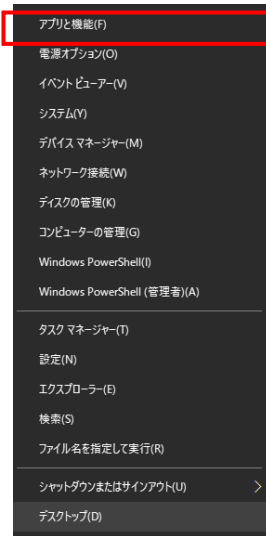 アプリと機能(F)
電源オプション(O)
イベント ビューアー(V)
システム(Y)
デバイス マネージャー(M)
ネットワーク接続(W)
ディスクの管理(K)
コンピューターの管理(G)
Windows PowerShell(I)
Windows PowerShell (管理者)(A)
タスク マネージャー(T)
設定(N)
エクスプローラー(E)
検索(S)
ファイル名を指定して実行(R)
シャットダウンまたはサインアウト(U)
デスクトップ(D)